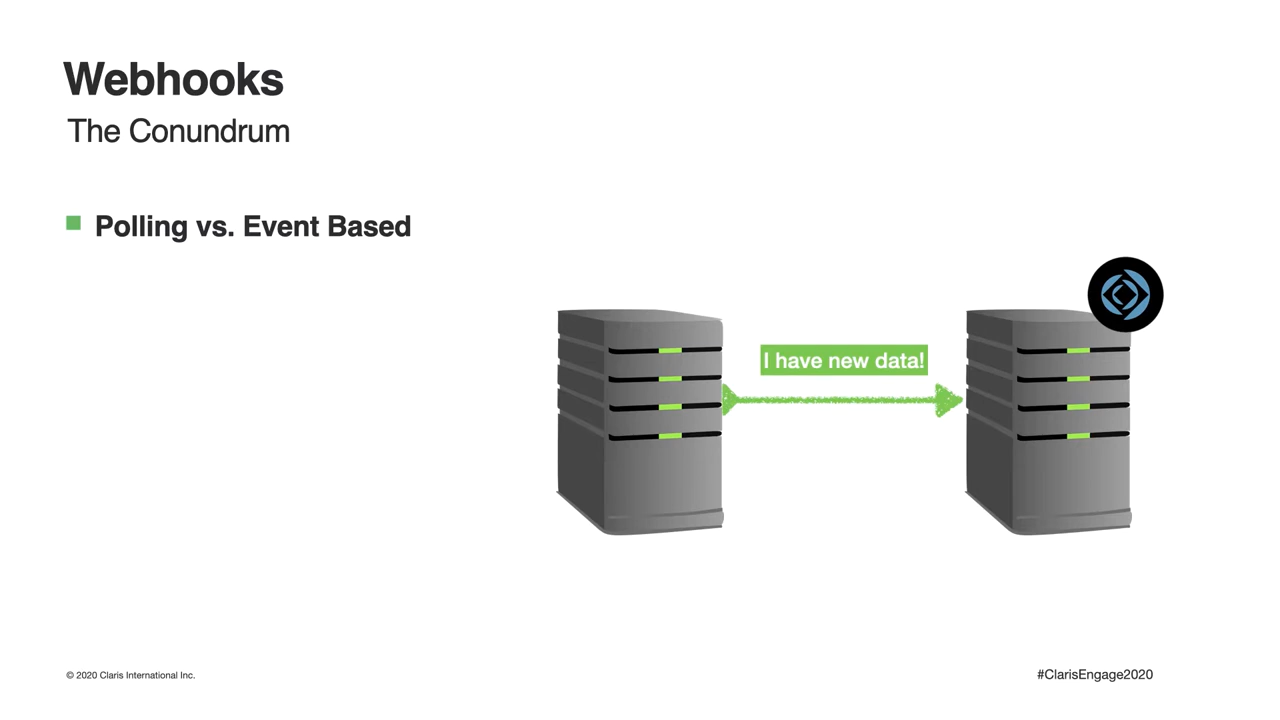 Webhooks
The Conundrum
Polling vs. Event Based
I have new data!
© 2020 Claris International Inc.
#ClarisEngage2020